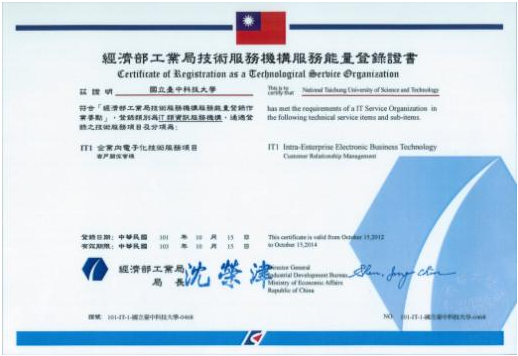 經濟部工業局技術服務機構服務能量登錄證書
Certificate of Registration as a Technological Service Organization
茲證明 國立臺中科技大學
This is to certify that National Taichung University of Science and Technology
符合「經濟部工業局技術服務機構服務能量登錄作
業要點」，登錄類別為IT類資訊服務機構，通過登
錄之技術服務項目及分項為：
has met the requirements of a IT Service Organization in
the following technical service items and sub-items.
IT1 企業內電子化技術服務項目
客戶關係管理
IT1 Intra-Enterprise Electronic Business Technology
Customer Relationship Management
登錄日期：中華民國 101 年 10 月 15 日
有效期限：中華民國 103 年 10 月 15 日
This certificate is valid from October 15,2012
to October 15,2014
經濟部工業局
局長 沈榮津
Director General
Industrial Development Bureau
Ministry of Economic Affairs
Republic of China
證號 101-IT-1-國立臺中科技大學-0468
NO. 101-IT-1-國立臺中科技大學-0468